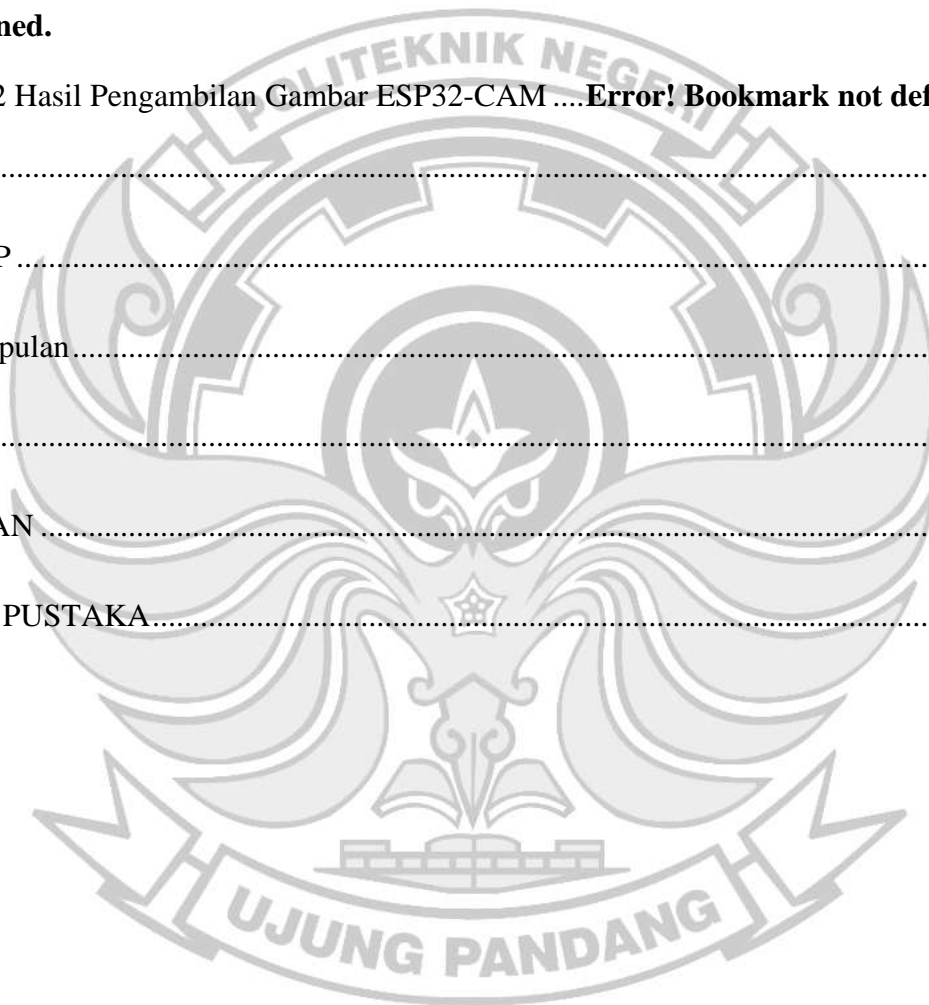 ned.
POLITEKNIK NEGERI
2 Hasil Pengambilan Gambar ESP32-CAM ....Error! Bookmark not def
....................................................................................................
P ....................................................................................................
pulan....................................................................................................
....................................................................................................
AN ....................................................................................................
PUSTAKA....................................................................................................
UJUNG PANDANG